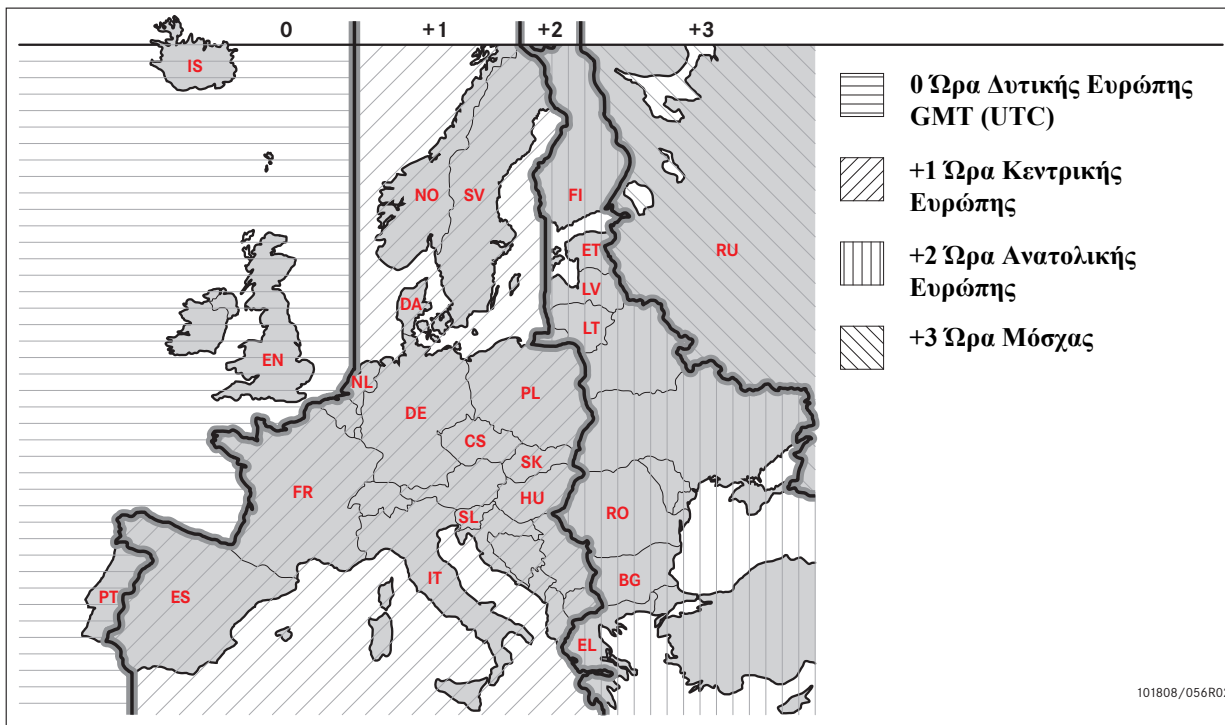 0 +1 +2 +3
IS
NO SV FI
ET RU
LV
DA
LT
EN
NL
PL
DE
CS
SK
FR HU
SL RO
IT BG
PT ES
EL
0 Ώρα Δυτικής Ευρώπης
GMT (UTC)
+1 Ώρα Κεντρικής
Ευρώπης
+2 Ώρα Ανατολικής
Ευρώπης
+3 Ώρα Μόσχας
101808/056R02